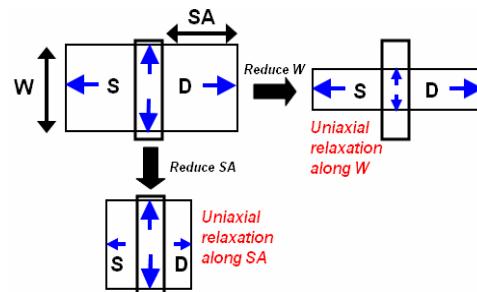 SA
W
S
D
Reduce W
S
D
Uniaxial
relaxation
along W
Reduce SA
S
D
Uniaxial
relaxation
along SA